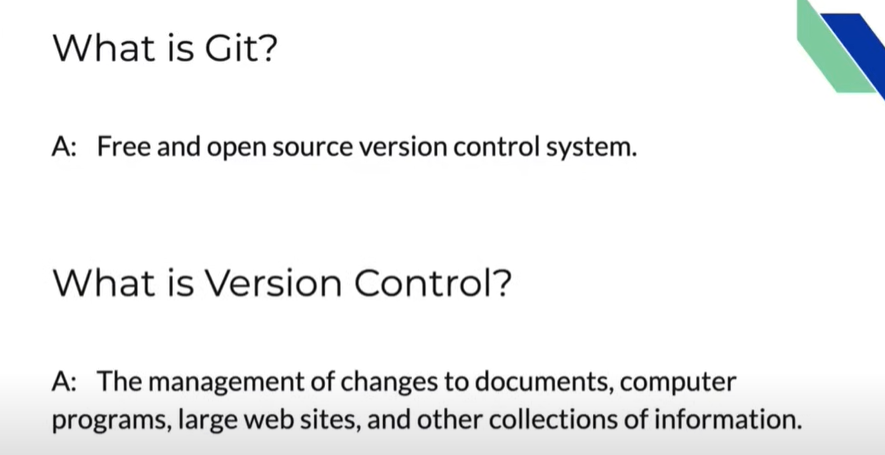 What is Git?
A: Free and open source version control system.
What is Version Control?
A: The management of changes to documents, computer
programs, large web sites, and other collections of information.